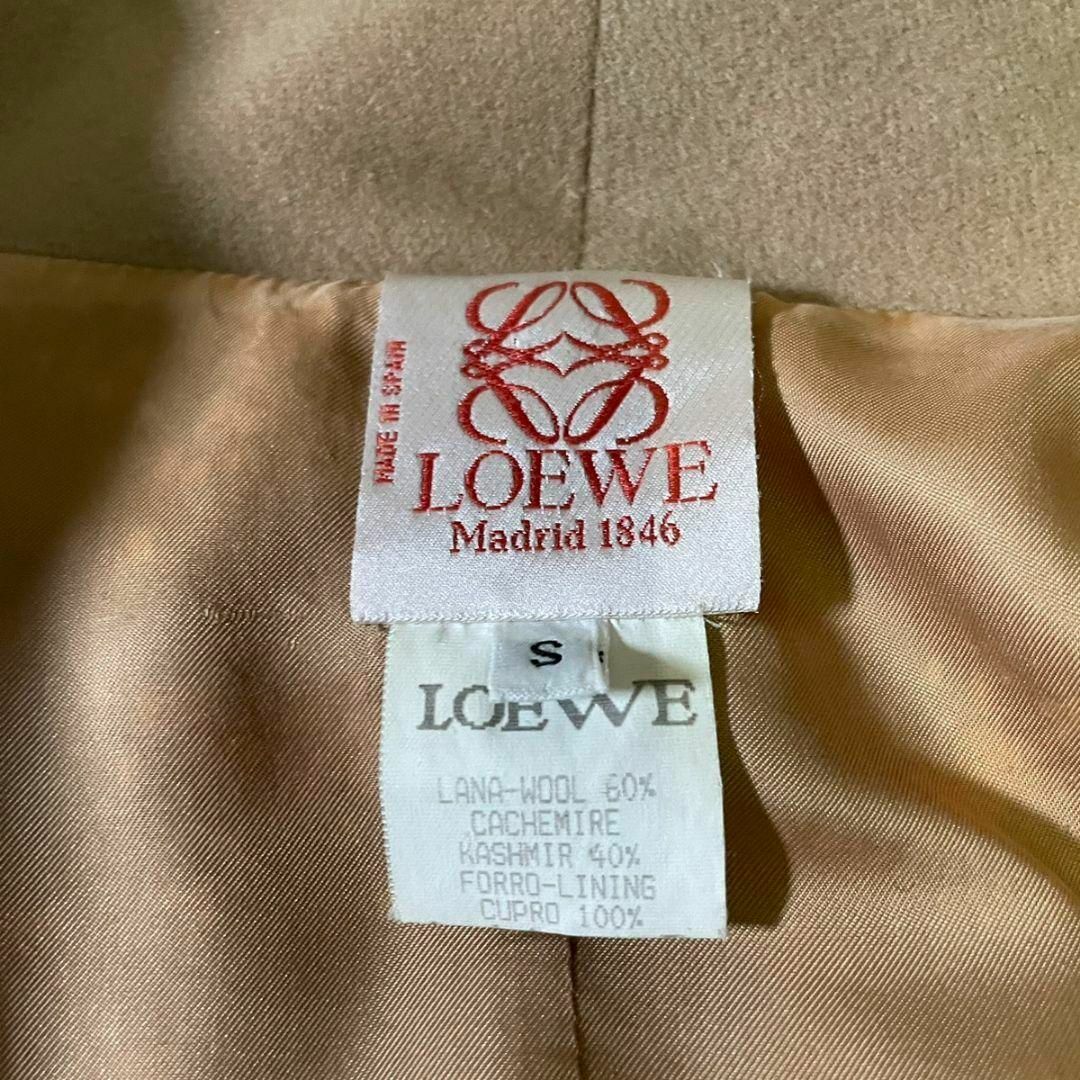 MADE IN SPAIN
LOEWE
Madrid 1846
S
LOEWE
LANA-WOOL 60%
CACHEMIRE
KASHMIR 40%
FORRO-LINING
CUPRO 100%